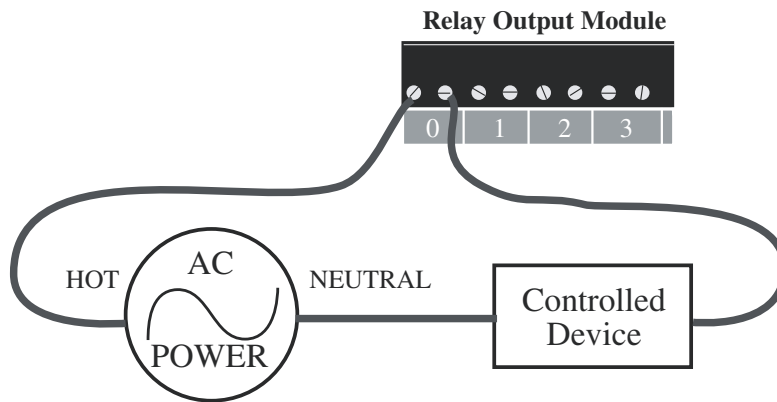 Relay Output Module
0 1 2 3
HOT
AC
POWER
NEUTRAL
Controlled
Device